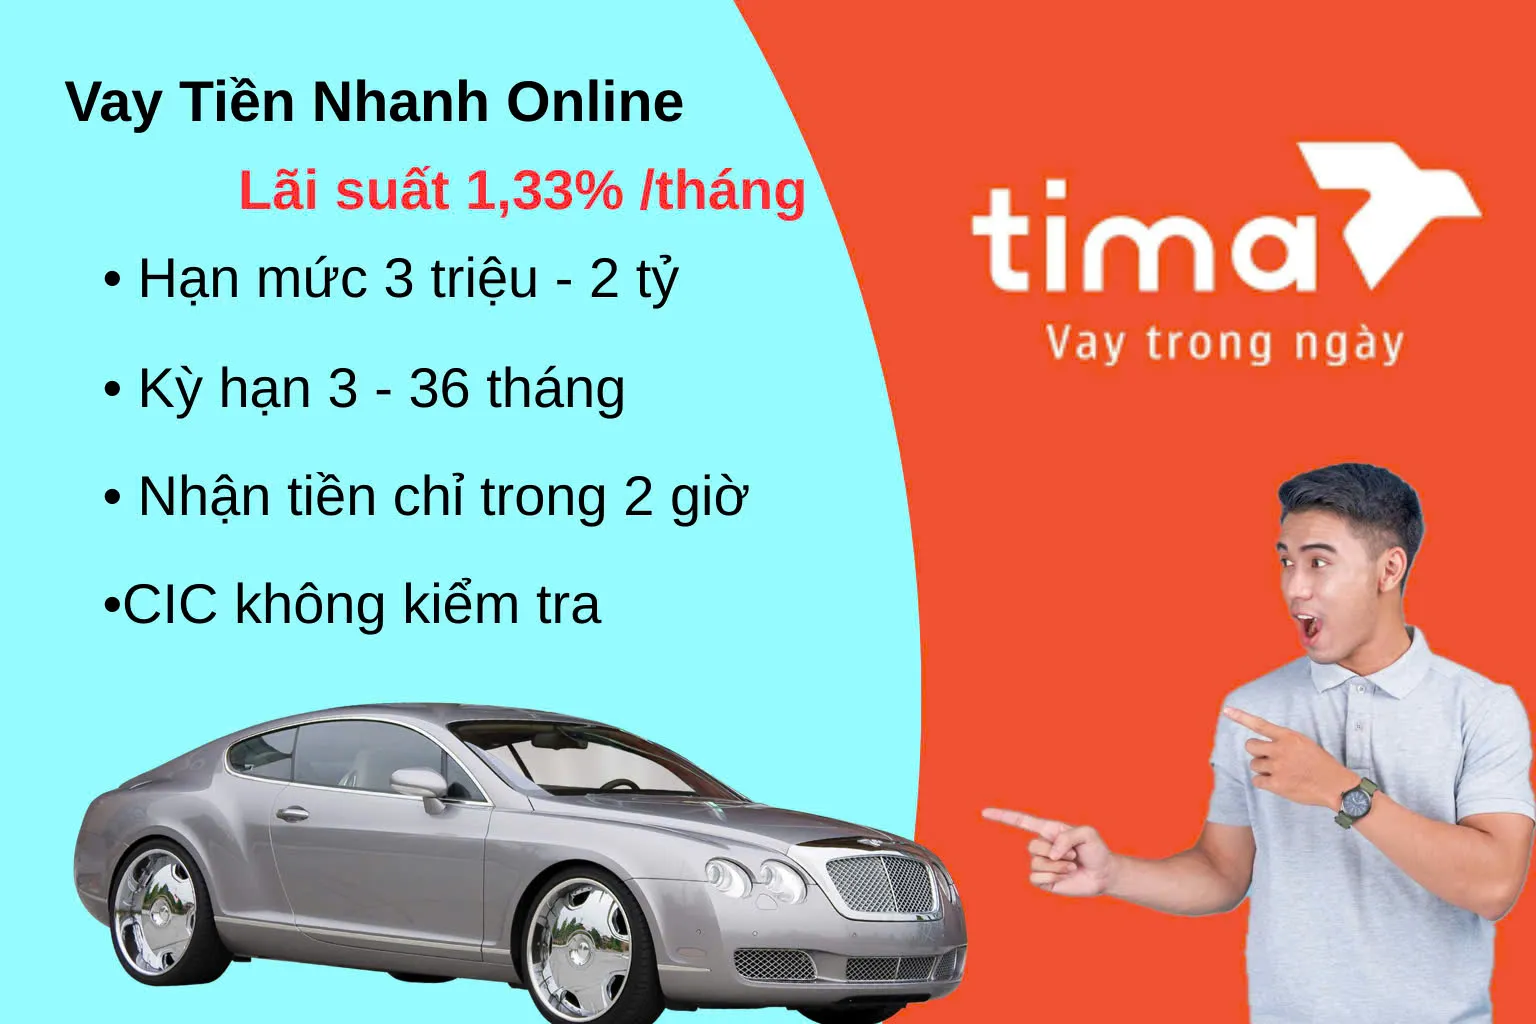 Vay Tiền Nhanh Online
Lãi suất 1,33% /tháng
• Hạn mức 3 triệu - 2 tỷ
• Kỳ hạn 3 - 36 tháng
• Nhận tiền chỉ trong 2 giờ
•CIC không kiểm tra
tima
Vay trong ngày